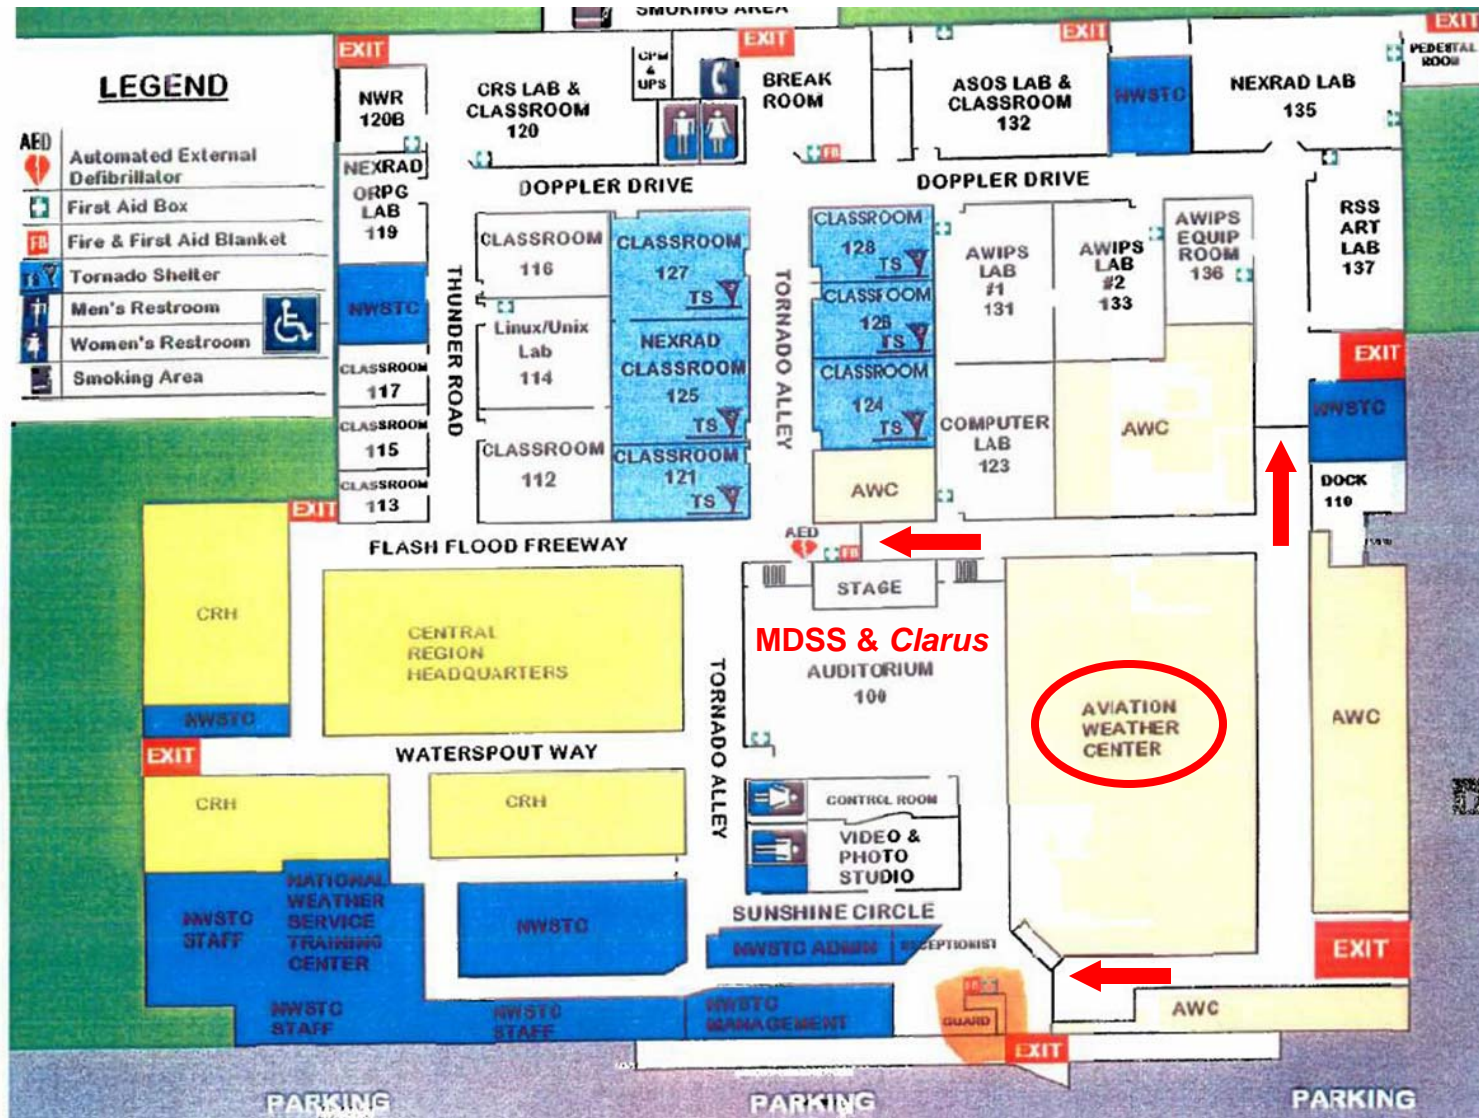 SMOKING AREA
EXIT
EXIT
EXIT
EXIT
LEGEND
AED
Automated External
Defibrillator
First Aid Box
FB
Fire & First Aid Blanket
TS
Tornado Shelter
Men's Restroom
Women's Restroom
Smoking Area
NWR
120B
CRS LAB &
CLASSROOM
120
CPM
&
UPS
BREAK
ROOM
FB
ASOS LAB &
CLASSROOM
132
NWSTC
NEXRAD LAB
135
PEDESTAL
ROOM
NEXRAD
ORPG
LAB
119
DOPPLER DRIVE
DOPPLER DRIVE
NWSTC
CLASSROOM
117
CLASSROOM
115
CLASSROOM
113
THUNDER ROAD
CLASSROOM
116
Linux/Unix
Lab
114
CLASSROOM
112
CLASSROOM
127
TS
NEXRAD
CLASSROOM
125
TS
CLASSROOM
121
TS
TORNADO ALLEY
CLASSROOM
128
TS
CLASSROOM
126
TS
CLASSROOM
124
TS
AWC
AWIPS
LAB
#1
131
AWIPS
LAB
#2
133
AWIPS
EQUIP
ROOM
136
COMPUTER
LAB
123
AWC
RSS
ART
LAB
137
EXIT
NWSTC
DOCK
110
EXIT
FLASH FLOOD FREEWAY
AED
FB
STAGE
MDSS & Clarus
AUDITORIUM
100
CRH
CENTRAL
REGION
HEADQUARTERS
NWSTC
TORNADO ALLEY
AVIATION
WEATHER
CENTER
AWC
EXIT
WATERSPOUT WAY
CRH
CRH
CONTROL ROOM
VIDEO &
PHOTO
STUDIO
NWSTC
STAFF
NATIONAL
WEATHER
SERVICE
TRAINING
CENTER
NWSTC
SUNSHINE CIRCLE
NWSTC ADMIN
RECEPTIONIST
EXIT
NWSTC
STAFF
NWSTC
STAFF
NWSTC
MANAGEMENT
FB
GUARD
AWC
EXIT
PARKING
PARKING
PARKING